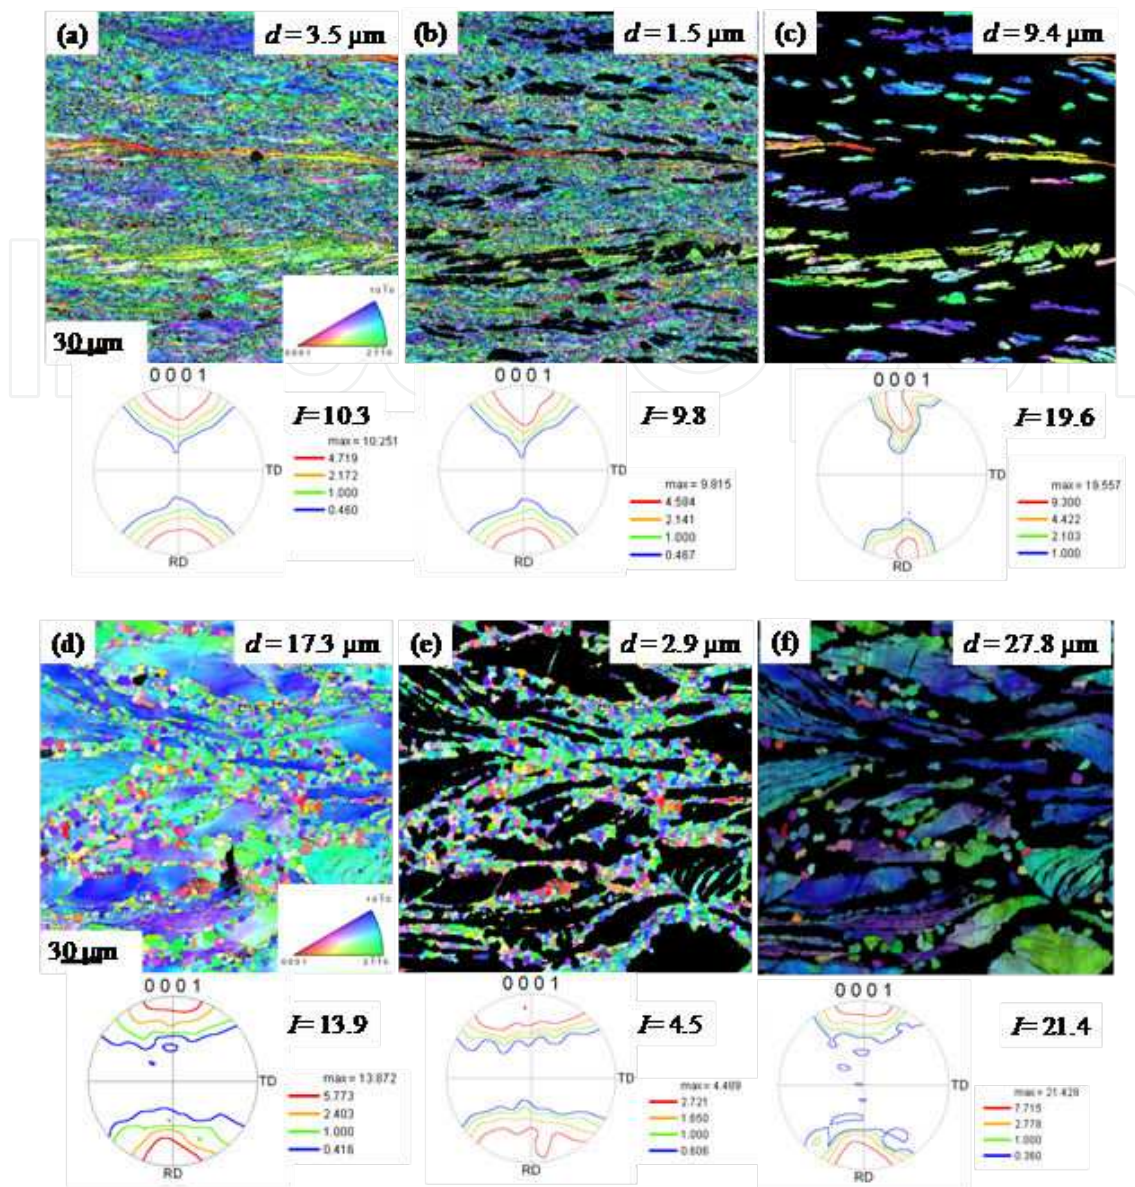 (a) d = 3.5 μm
(b) d = 1.5 μm
(c) d = 9.4 μm
30 μm
0001
2110
0 0 0 1
I=10.3
max = 10.251
4.719
2.172
1.000
0.460
TD
RD
0 0 0 1
I=9.8
max = 9.815
4.584
2.141
1.000
0.467
TD
RD
0 0 0 1
I=19.6
max = 19.557
9.300
4.422
2.103
1.000
TD
RD
(d) d = 17.3 μm
(e) d = 2.9 μm
(f) d = 27.8 μm
30 μm
0001
2110
0 0 0 1
I=13.9
max = 13.872
5.773
2.403
1.000
0.416
TD
RD
0 0 0 1
I=4.5
max = 4.489
2.721
1.650
1.000
0.606
TD
RD
0 0 0 1
I=21.4
max = 21.428
7.715
2.778
1.000
0.360
TD
RD